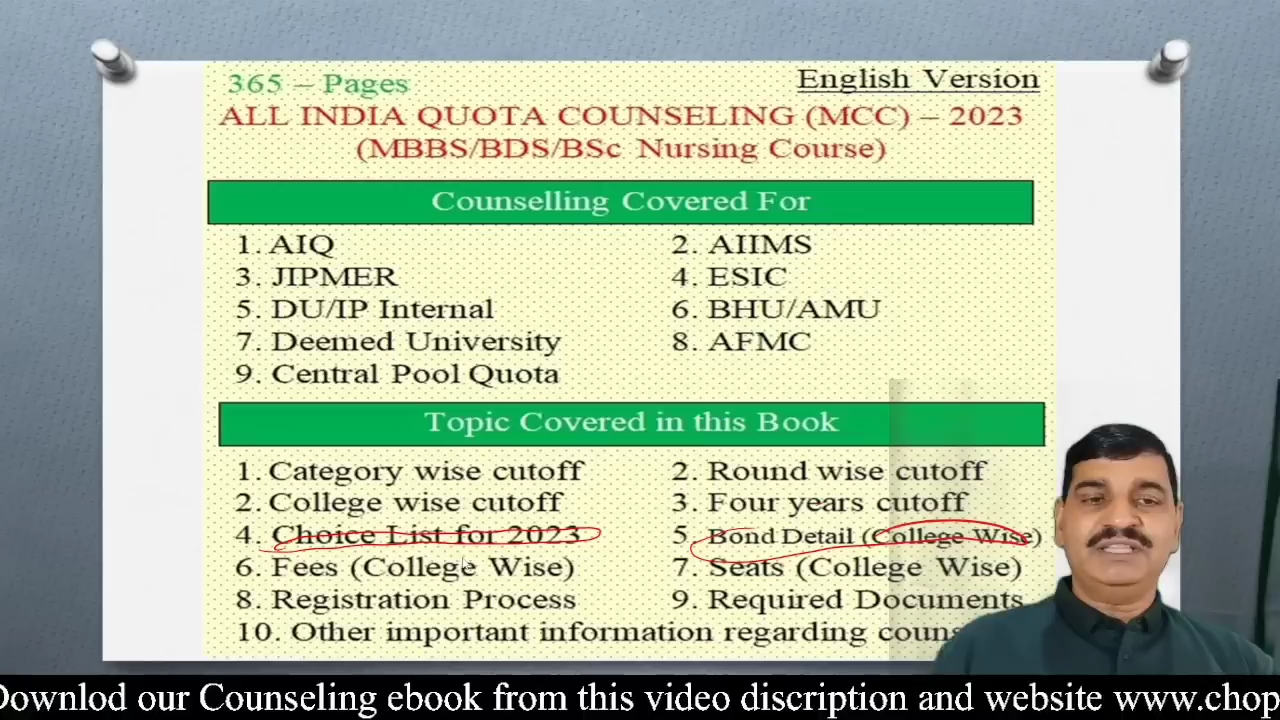 365 – Pages English Version
ALL INDIA QUOTA COUNSELING (MCC) – 2023
(MBBS/BDS/BSc Nursing Course)
Counselling Covered For
1. AIQ 2. AIIMS
3. JIPMER 4. ESIC
5. DU/IP Internal 6. BHU/AMU
7. Deemed University 8. AFMC
9. Central Pool Quota
Topic Covered in this Book
1. Category wise cutoff 2. Round wise cutoff
2. College wise cutoff 3. Four years cutoff
4. Choice List for 2023 5. Bond Detail (College Wise)
6. Fees (College Wise) 7. Seats (College Wise)
8. Registration Process 9. Required Documents
10. Other important information regarding
Downlod our Counseling ebook from this video discription and website www.chop